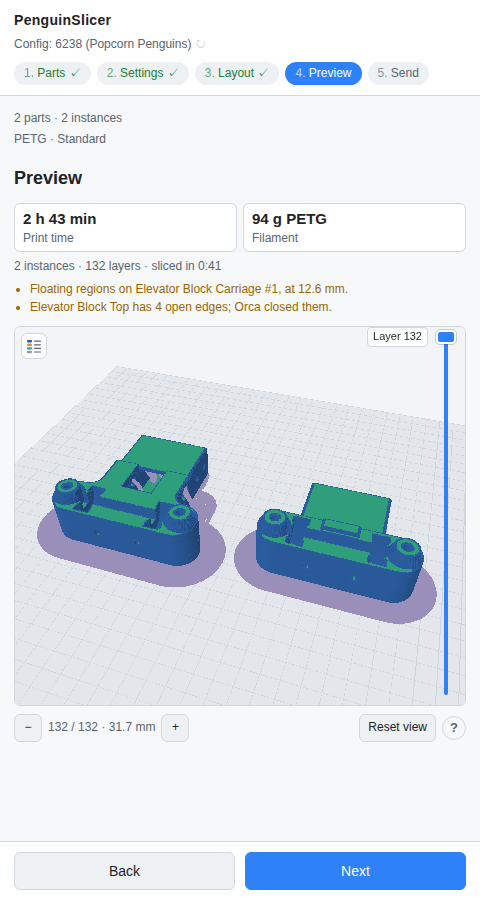 PenguinSlicer
Config: 6238 (Popcorn Penguins)
1. Parts ✓
2. Settings ✓
3. Layout ✓
4. Preview
5. Send
2 parts · 2 instances
PETG · Standard
Preview
2 h 43 min
Print time
94 g PETG
Filament
2 instances · 132 layers · sliced in 0:41
Floating regions on Elevator Block Carriage #1, at 12.6 mm.
Elevator Block Top has 4 open edges; Orca closed them.
Layer 132
−
132 / 132 · 31.7 mm
+
Reset view
?
Back
Next